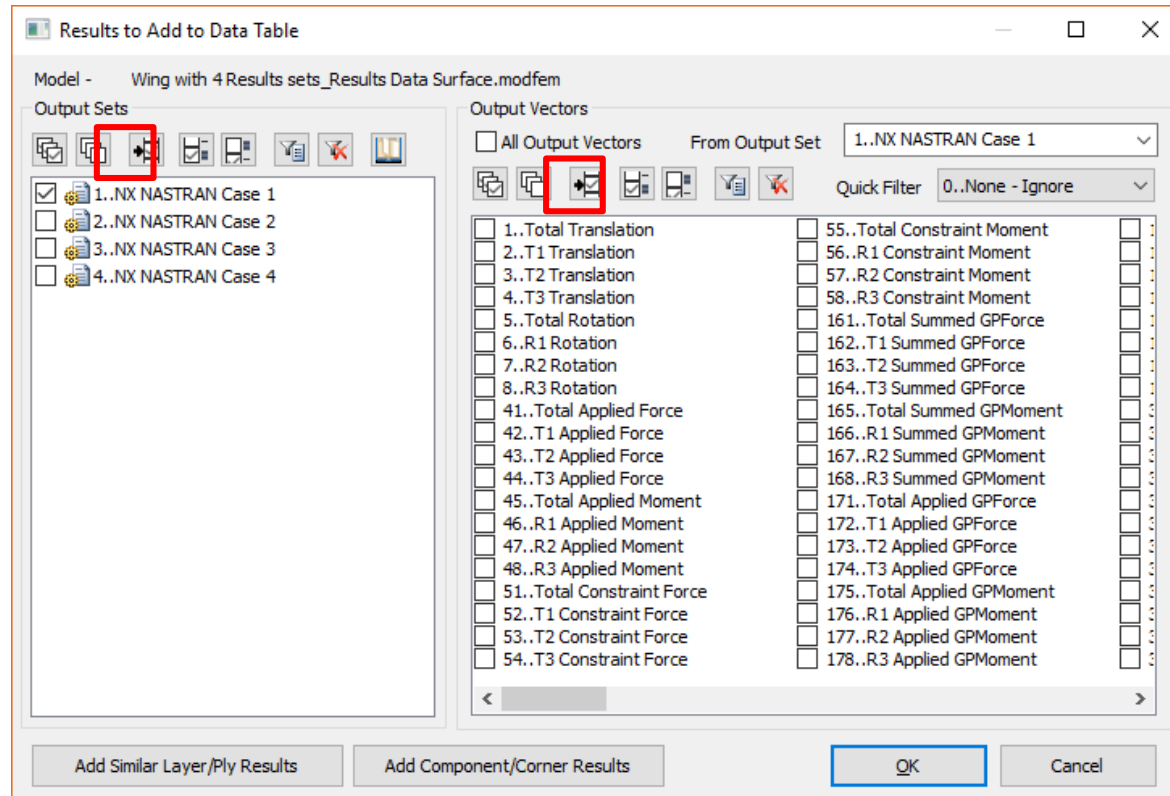 Results to Add to Data Table
Model - Wing with 4 Results sets_Results Data Surface.modfem
Output Sets
1..NX NASTRAN Case 1
2..NX NASTRAN Case 2
3..NX NASTRAN Case 3
4..NX NASTRAN Case 4
Output Vectors
All Output Vectors
From Output Set
1..NX NASTRAN Case 1
Quick Filter
0..None - Ignore
1..Total Translation
2..T1 Translation
3..T2 Translation
4..T3 Translation
5..Total Rotation
6..R1 Rotation
7..R2 Rotation
8..R3 Rotation
41..Total Applied Force
42..T1 Applied Force
43..T2 Applied Force
44..T3 Applied Force
45..Total Applied Moment
46..R1 Applied Moment
47..R2 Applied Moment
48..R3 Applied Moment
51..Total Constraint Force
52..T1 Constraint Force
53..T2 Constraint Force
54..T3 Constraint Force
55..Total Constraint Moment
56..R1 Constraint Moment
57..R2 Constraint Moment
58..R3 Constraint Moment
161..Total Summed GPForce
162..T1 Summed GPForce
163..T2 Summed GPForce
164..T3 Summed GPForce
165..Total Summed GPMoment
166..R1 Summed GPMoment
167..R2 Summed GPMoment
168..R3 Summed GPMoment
171..Total Applied GPForce
172..T1 Applied GPForce
173..T2 Applied GPForce
174..T3 Applied GPForce
175..Total Applied GPMoment
176..R1 Applied GPMoment
177..R2 Applied GPMoment
178..R3 Applied GPMoment
Add Similar Layer/Ply Results
Add Component/Corner Results
OK
Cancel